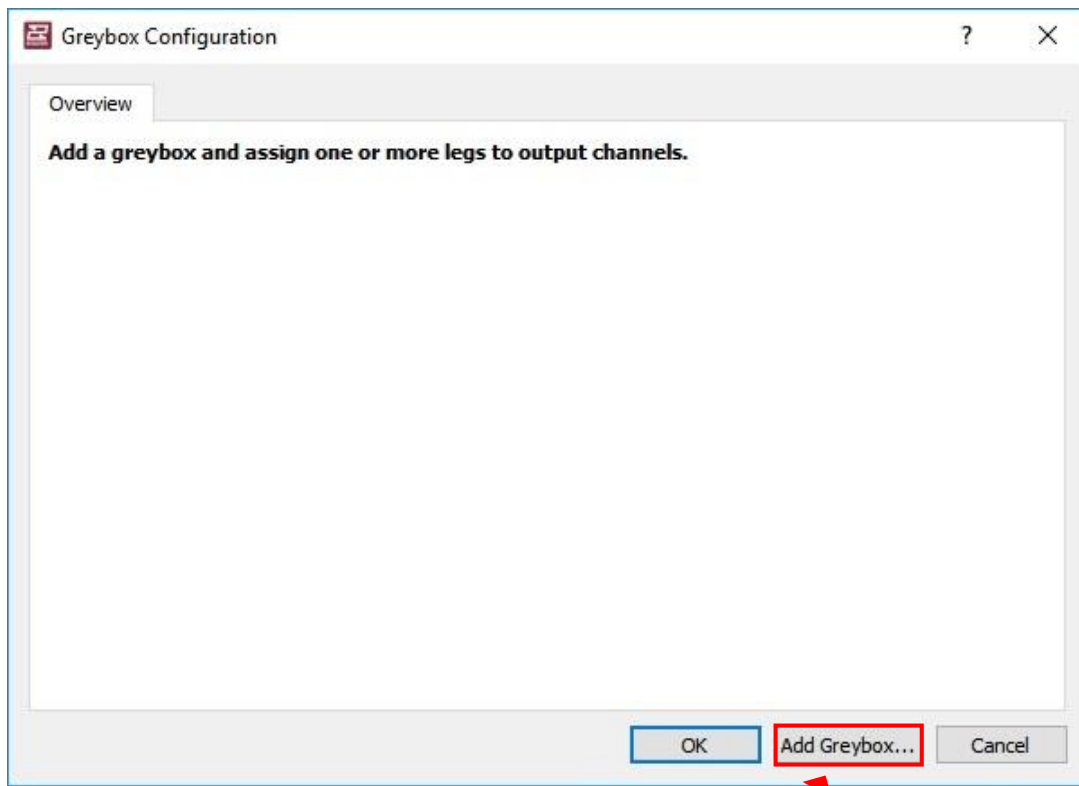 Greybox Configuration
?
Overview
Add a greybox and assign one or more legs to output channels.
OK
Add Greybox...
Cancel